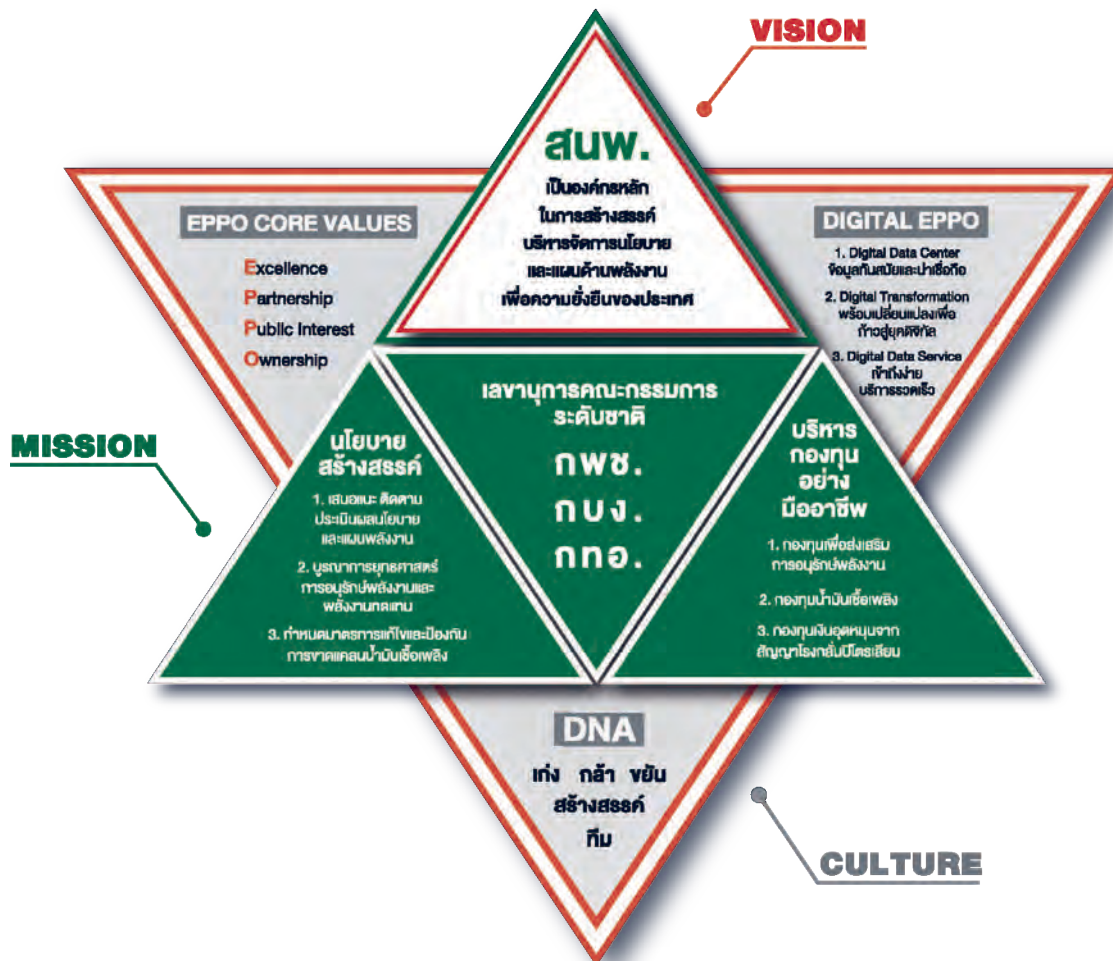 VISION
สนพ.
เป็นองค์กรหลัก
ในการสร้างสรรค์
บริหารจัดการนโยบาย
และแผนด้านพลังงาน
เพื่อความยั่งยืนของประเทศ
EPPO CORE VALUES
Excellence
Partnership
Public Interest
Ownership
DIGITAL EPPO
1. Digital Data Center
ข้อมูลทันสมัยและน่าเชื่อถือ
2. Digital Transformation
พร้อมเปลี่ยนแปลงเพื่อ
ก้าวสู่ยุคดิจิทัล
3. Digital Data Service
เข้าถึงง่าย
บริการรวดเร็ว
MISSION
นโยบาย
สร้างสรรค์
1. เสนอแนะ ติดตาม
ประเมินผลนโยบาย
และแผนพลังงาน
2. บูรณาการยุทธศาสตร์
การอนุรักษ์พลังงานและ
พลังงานทดแทน
3. กำหนดมาตรการแก้ไขและป้องกัน
การขาดแคลนน้ำมันเชื้อเพลิง
เลขานุการคณะกรรมการ
ระดับชาติ
กพช.
กบง.
กทอ.
บริหาร
กองทุน
อย่าง
มืออาชีพ
1. กองทุนเพื่อส่งเสริม
การอนุรักษ์พลังงาน
2. กองทุนน้ำมันเชื้อเพลิง
3. กองทุนเงินอุดหนุนจาก
สัญญาโรงกลั่นปิโตรเลียม
DNA
เก่ง กล้า ขยัน
สร้างสรรค์
ทีม
CULTURE